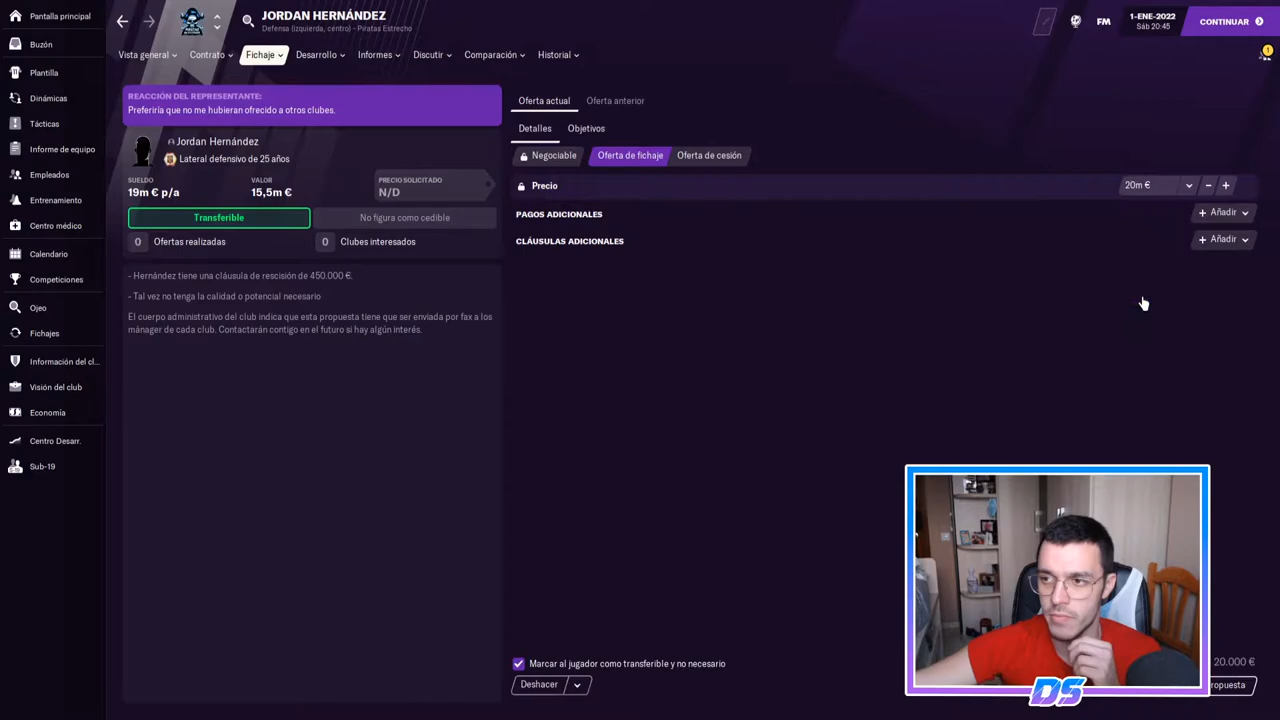 Pantalla principal
Buzón
Plantilla
Dinámicas
Tácticas
Informe de equipo
Empleados
Entrenamiento
Centro médico
Calendario
Competiciones
Ojeo
Fichajes
Información del cl...
Visión del club
Economía
Centro Desarr.
Sub-19
JORDAN HERNÁNDEZ
Defensa (izquierda, centro) - Piratas Estrecho
FM
1-ENE-2022
Sáb 20:45
CONTINUAR
Vista general
Contrato
Fichaje
Desarrollo
Informes
Discutir
Comparación
Historial
REACCIÓN DEL REPRESENTANTE:
Preferiría que no me hubieran ofrecido a otros clubes.
Jordan Hernández
Lateral defensivo de 25 años
SUELDO
19m € p/a
VALOR
15,5m €
PRECIO SOLICITADO
N/D
Transferible
No figura como cedible
0 Ofertas realizadas
0 Clubes interesados
- Hernández tiene una cláusula de rescisión de 450.000 €.
- Tal vez no tenga la calidad o potencial necesario
El cuerpo administrativo del club indica que esta propuesta tiene que ser enviada por fax a los
mánager de cada club. Contactarán contigo en el futuro si hay algún interés.
Oferta actual
Oferta anterior
Detalles
Objetivos
Negociable
Oferta de fichaje
Oferta de cesión
Precio
20m €
PAGOS ADICIONALES
+ Añadir
CLÁUSULAS ADICIONALES
+ Añadir
Marcar al jugador como transferible y no necesario
Deshacer
20.000 €
ropuesta
DS